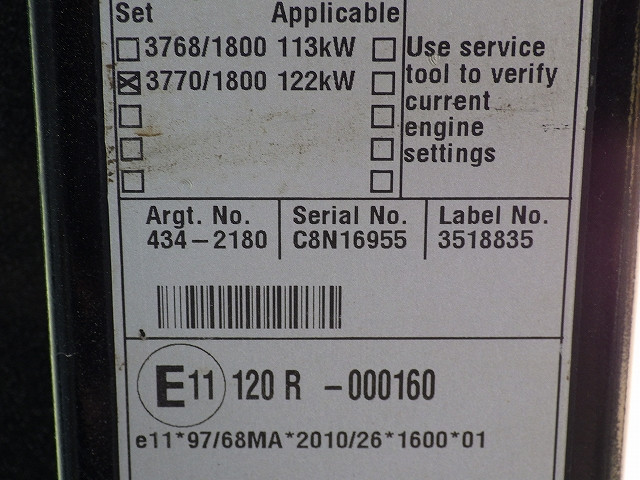 Set Applicable
3768/1800 113kW
3770/1800 122kW
Use service
tool to verify
current
engine
settings
Argt. No.
434-2180
Serial No.
C8N16955
Label No.
3518835
E11 120 R -000160
e11*97/68MA*2010/26*1600*01